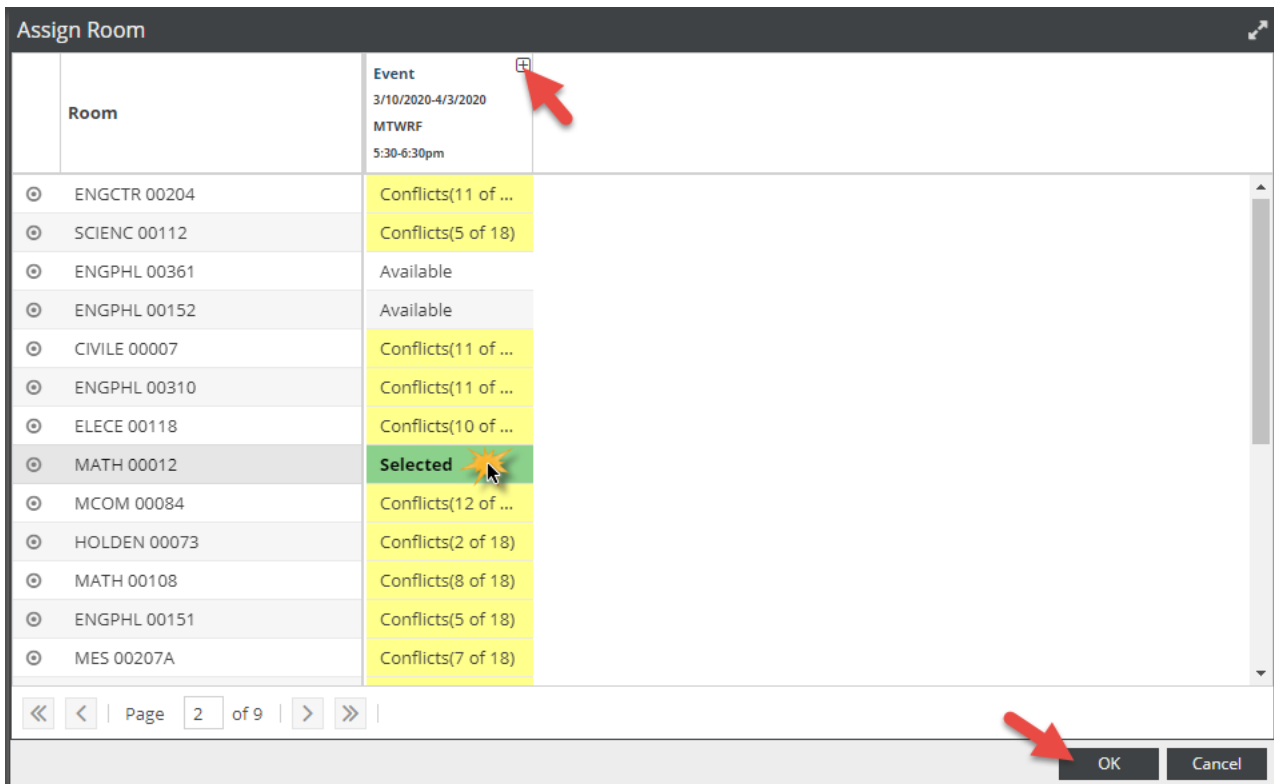 Assign Room
Room
Event
3/10/2020-4/3/2020
MTWRF
5:30-6:30pm
ENGCTR 00204 Conflicts(11 of ...
SCIENC 00112 Conflicts(5 of 18)
ENGPHL 00361 Available
ENGPHL 00152 Available
CIVILE 00007 Conflicts(11 of ...
ENGPHL 00310 Conflicts(11 of ...
ELECE 00118 Conflicts(10 of ...
MATH 00012 Selected
MCOM 00084 Conflicts(12 of ...
HOLDEN 00073 Conflicts(2 of 18)
MATH 00108 Conflicts(8 of 18)
ENGPHL 00151 Conflicts(5 of 18)
MES 00207A Conflicts(7 of 18)
Page 2 of 9
OK Cancel